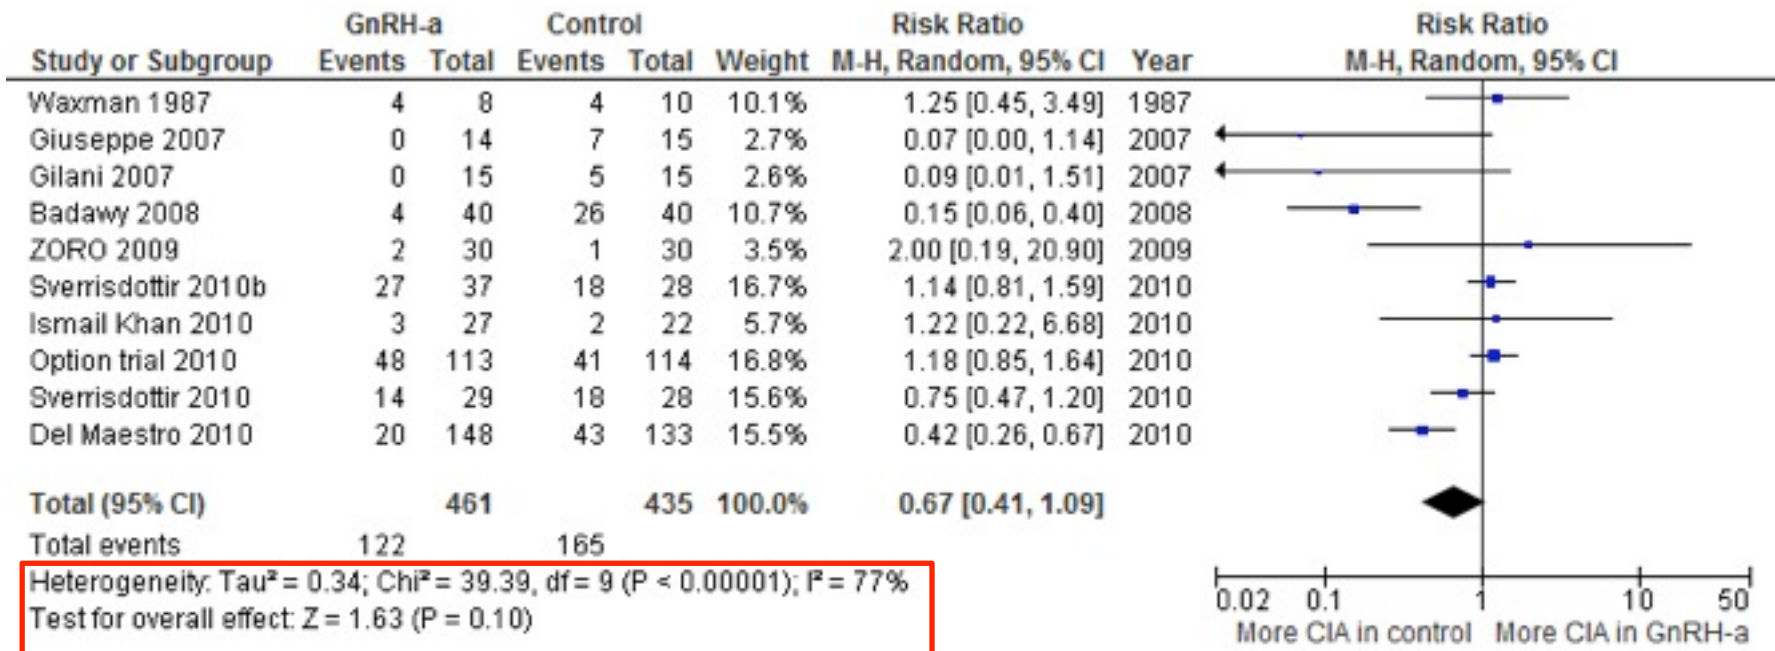 GnRH-a Control Risk Ratio Risk Ratio
Study or Subgroup Events Total Events Total Weight M-H, Random, 95% CI Year M-H, Random, 95% CI
Waxman 1987 4 8 4 10 10.1% 1.25 [0.45, 3.49] 1987
Giuseppe 2007 0 14 7 15 2.7% 0.07 [0.00, 1.14] 2007
Gilani 2007 0 15 5 15 2.6% 0.09 [0.01, 1.51] 2007
Badawy 2008 4 40 26 40 10.7% 0.15 [0.06, 0.40] 2008
ZORO 2009 2 30 1 30 3.5% 2.00 [0.19, 20.90] 2009
Sverrisdottir 2010b 27 37 18 28 16.7% 1.14 [0.81, 1.59] 2010
Ismail Khan 2010 3 27 2 22 5.7% 1.22 [0.22, 6.68] 2010
Option trial 2010 48 113 41 114 16.8% 1.18 [0.85, 1.64] 2010
Sverrisdottir 2010 14 29 18 28 15.6% 0.75 [0.47, 1.20] 2010
Del Maestro 2010 20 148 43 133 15.5% 0.42 [0.26, 0.67] 2010
Total (95% CI) 461 435 100.0% 0.67 [0.41, 1.09]
Total events 122 165
Heterogeneity: Tau² = 0.34; Chi² = 39.39, df = 9 (P < 0.00001); I² = 77%
Test for overall effect: Z = 1.63 (P = 0.10)
0.02 0.1 1 10 50
More CIA in control More CIA in GnRH-a